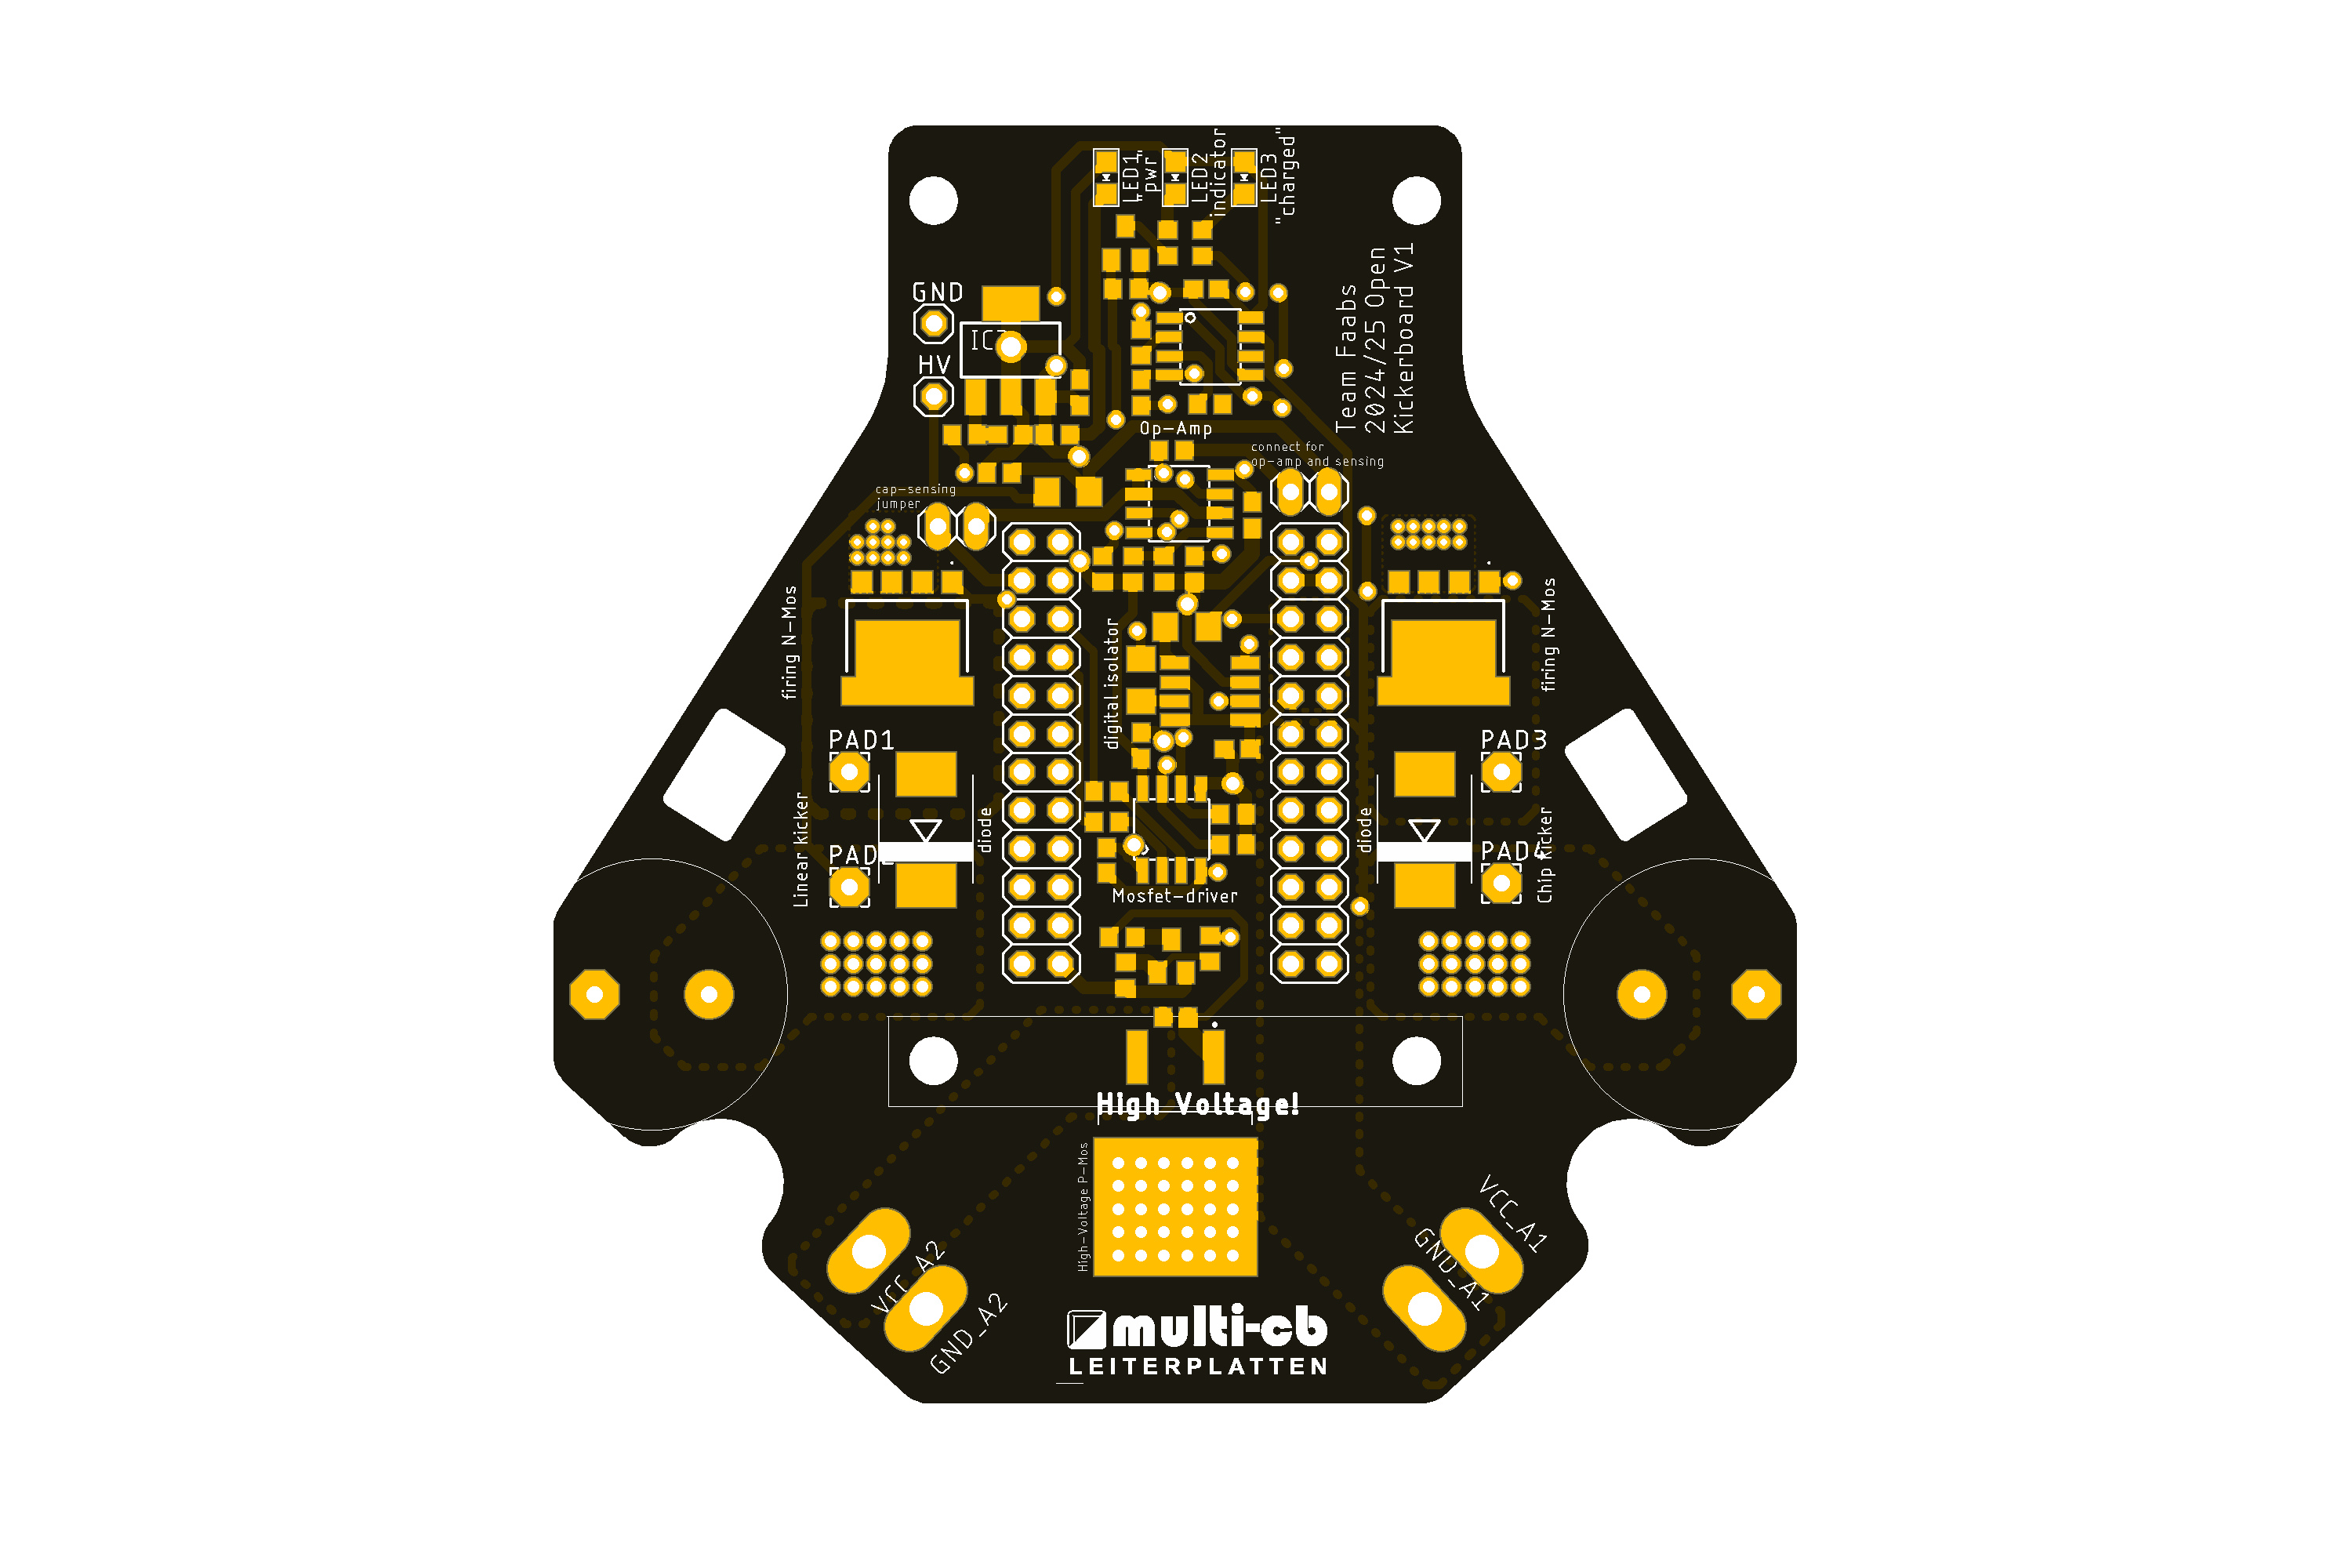 LED1
"pwr"
LED2
indicator
LED3
"charged"
Team Faabs
2024/25 Open
Kickerboard V1
GND
HV
Op-Amp
connect for
op-amp and sensing
cap-sensing
jumper
firing N-Mos
digital isolator
firing N-Mos
PAD1
PAD3
Linear kicker
diode
diode
PAD4
Chip kicker
Mosfet-driver
High Voltage!
High-Voltage P-Mos
VCC_A2
GND_A2
VCC_A1
GND_A1
multi-cb
LEITERPLATTEN